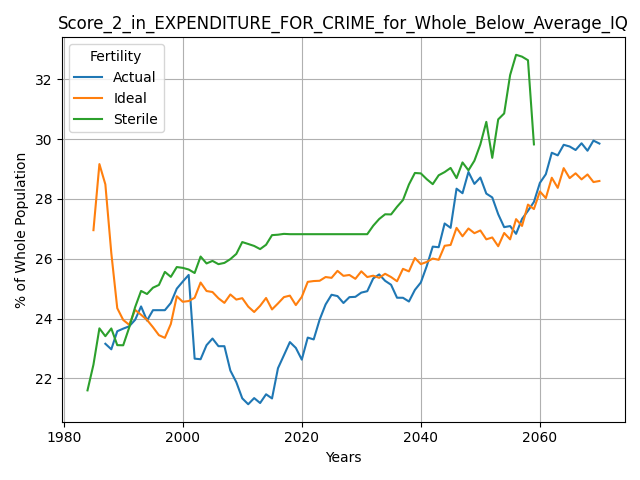 Score_2_in_EXPENDITURE_FOR_CRIME_for_Whole_Below_Average_IQ
Fertility
Actual
Ideal
Sterile
% of Whole Population
32
30
28
26
24
22
1980
2000
2020
2040
2060
Years